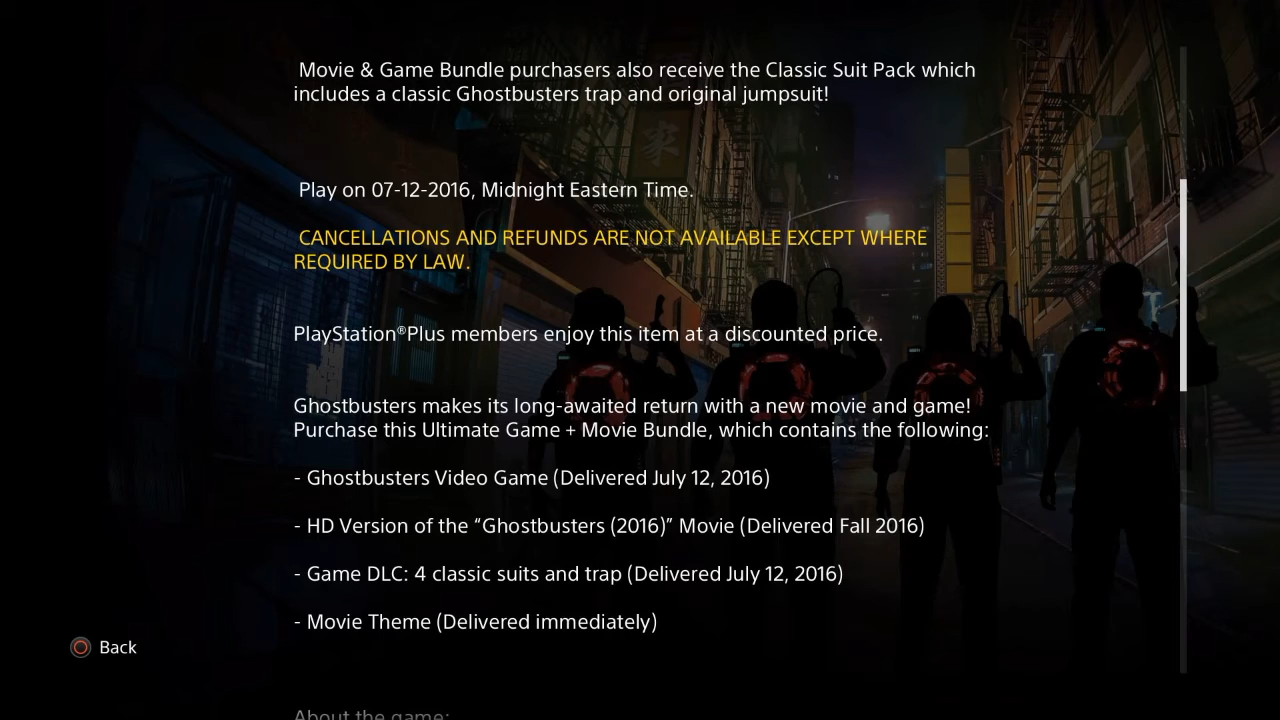 Movie & Game Bundle purchasers also receive the Classic Suit Pack which
includes a classic Ghostbusters trap and original jumpsuit!
家
Play on 07-12-2016, Midnight Eastern Time.
CANCELLATIONS AND REFUNDS ARE NOT AVAILABLE EXCEPT WHERE
REQUIRED BY LAW.
PlayStation®Plus members enjoy this item at a discounted price.
Ghostbusters makes its long-awaited return with a new movie and game!
Purchase this Ultimate Game + Movie Bundle, which contains the following:
- Ghostbusters Video Game (Delivered July 12, 2016)
- HD Version of the “Ghostbusters (2016)” Movie (Delivered Fall 2016)
- Game DLC: 4 classic suits and trap (Delivered July 12, 2016)
- Movie Theme (Delivered immediately)
Back
About the game: